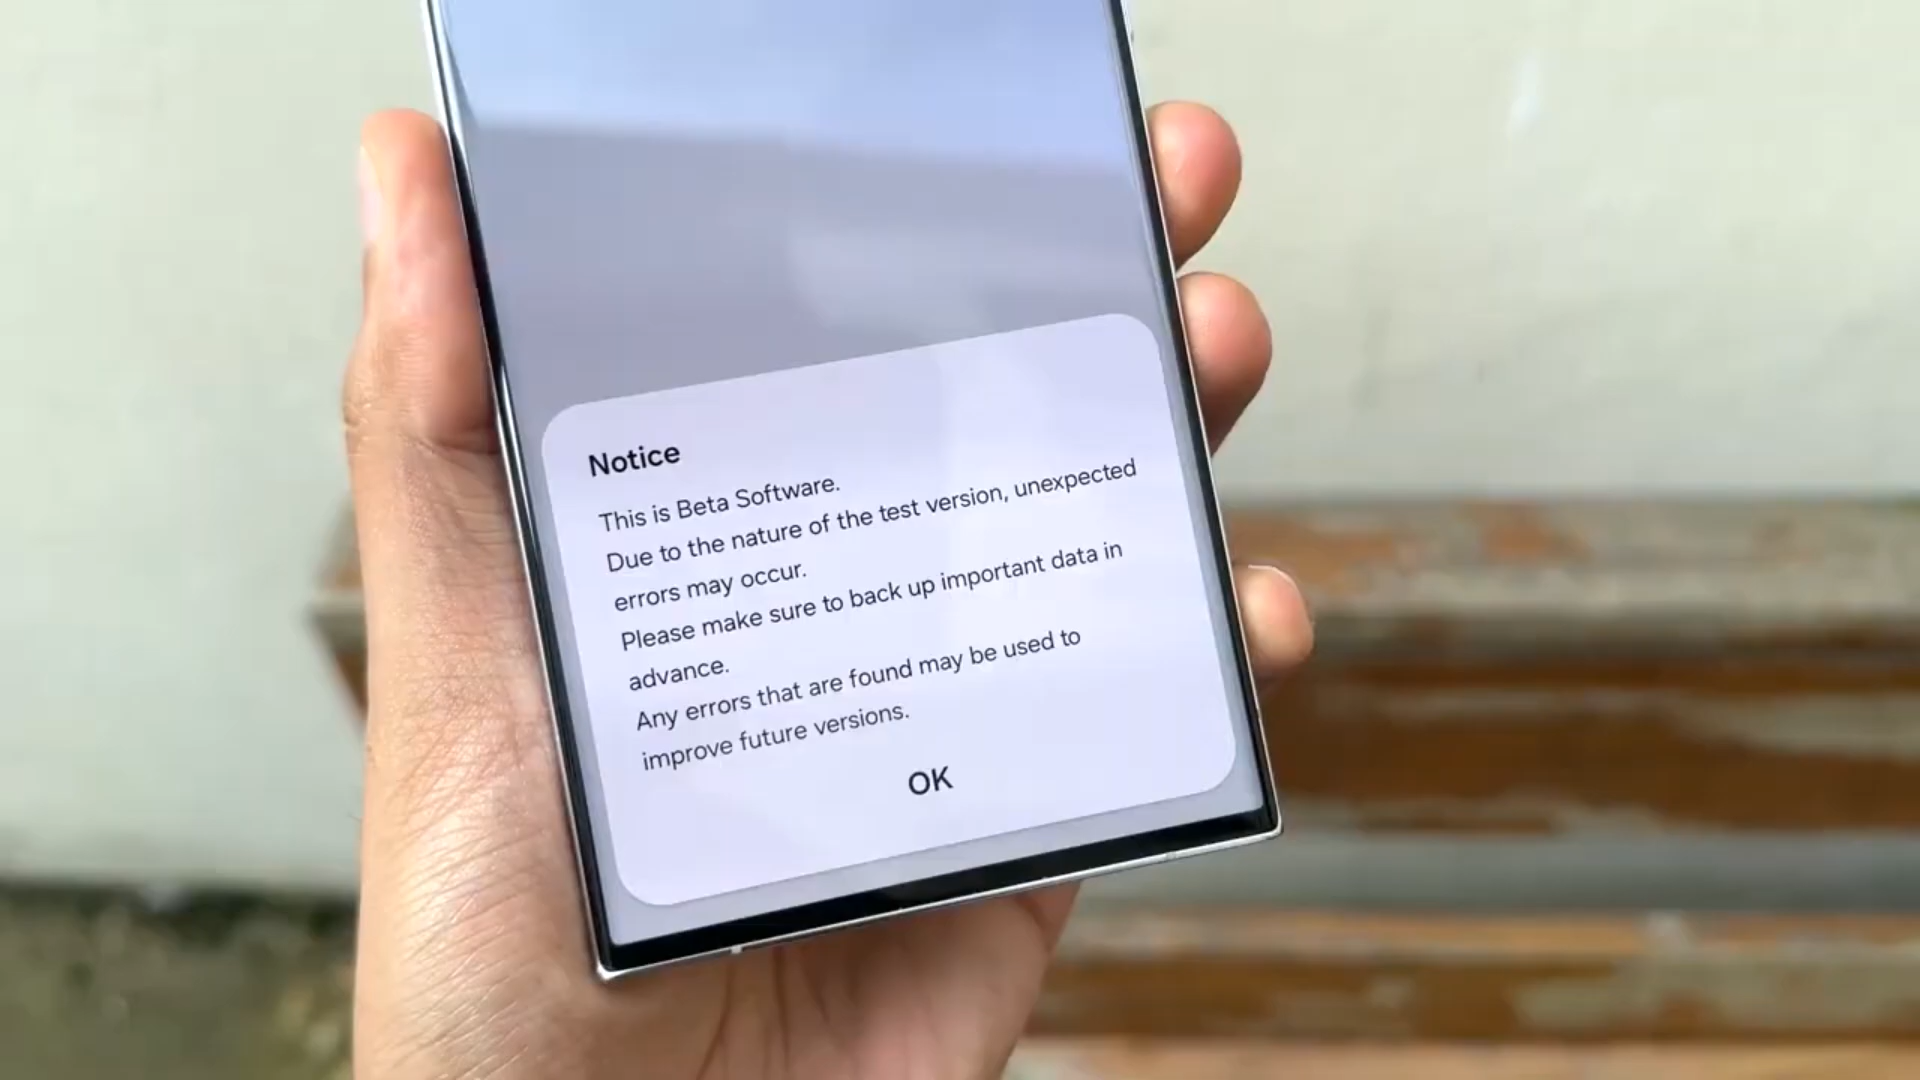 Notice
This is Beta Software.
Due to the nature of the test version, unexpected
errors may occur.
Please make sure to back up important data in
advance.
Any errors that are found may be used to
improve future versions.
OK